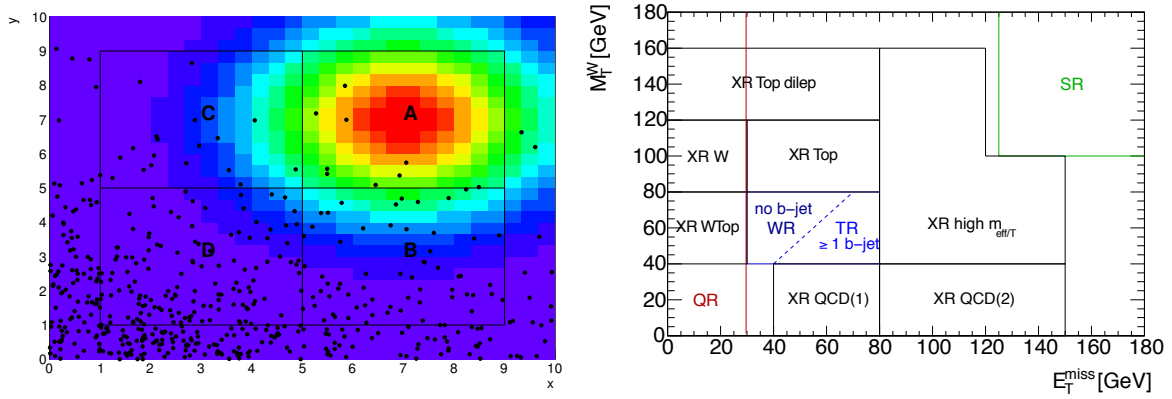 y
10
9
8
7
6
5
4
3
2
1
0
C
A
D
B
0 1 2 3 4 5 6 7 8 9 10
x
M_T^W [GeV]
180
160
140
120
100
80
60
40
20
0
SR
XR Top dilep
XR W
XR Top
no b-jet
XR WTop
WR
TR
≥ 1 b-jet
XR high m_eff/T
QR
XR QCD(1)
XR QCD(2)
0 20 40 60 80 100 120 140 160 180
E_T^miss [GeV]